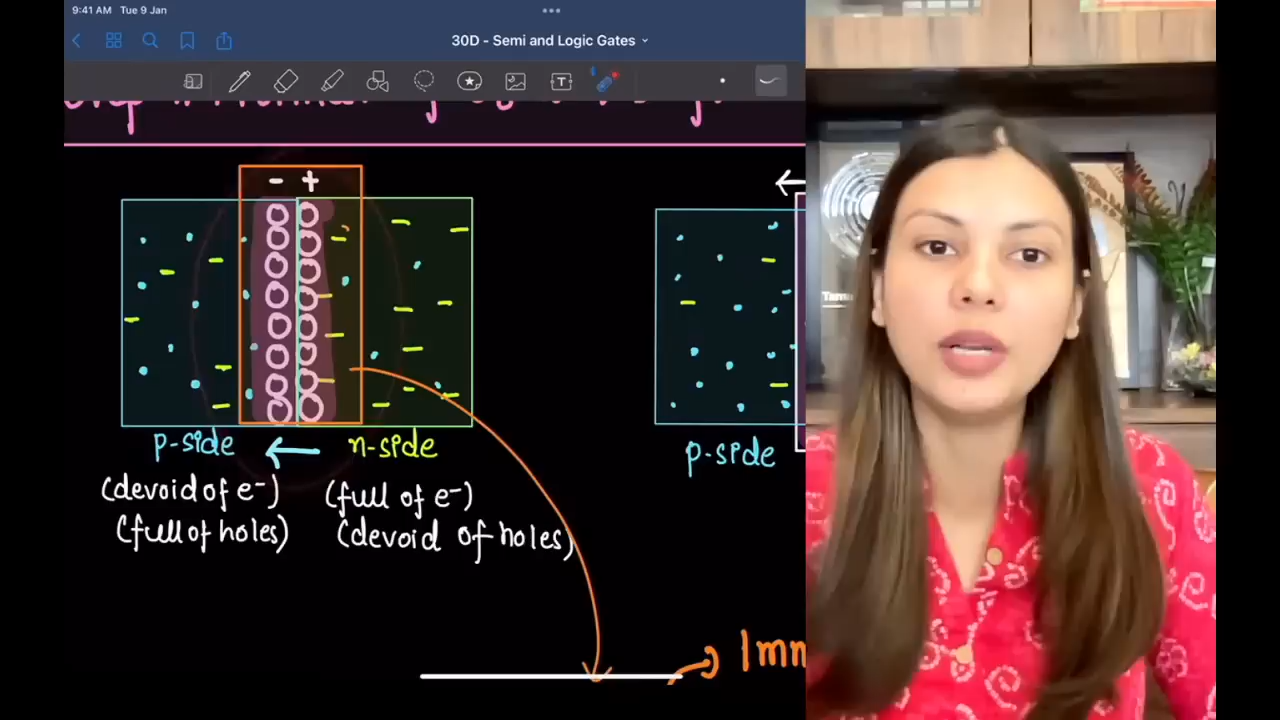 9:41 AM Tue 9 Jan
30D - Semi and Logic Gates
T
- +
p-side
n-side
(devoid of e-)
(full of e-)
(full of holes)
(devoid of holes)
p-side